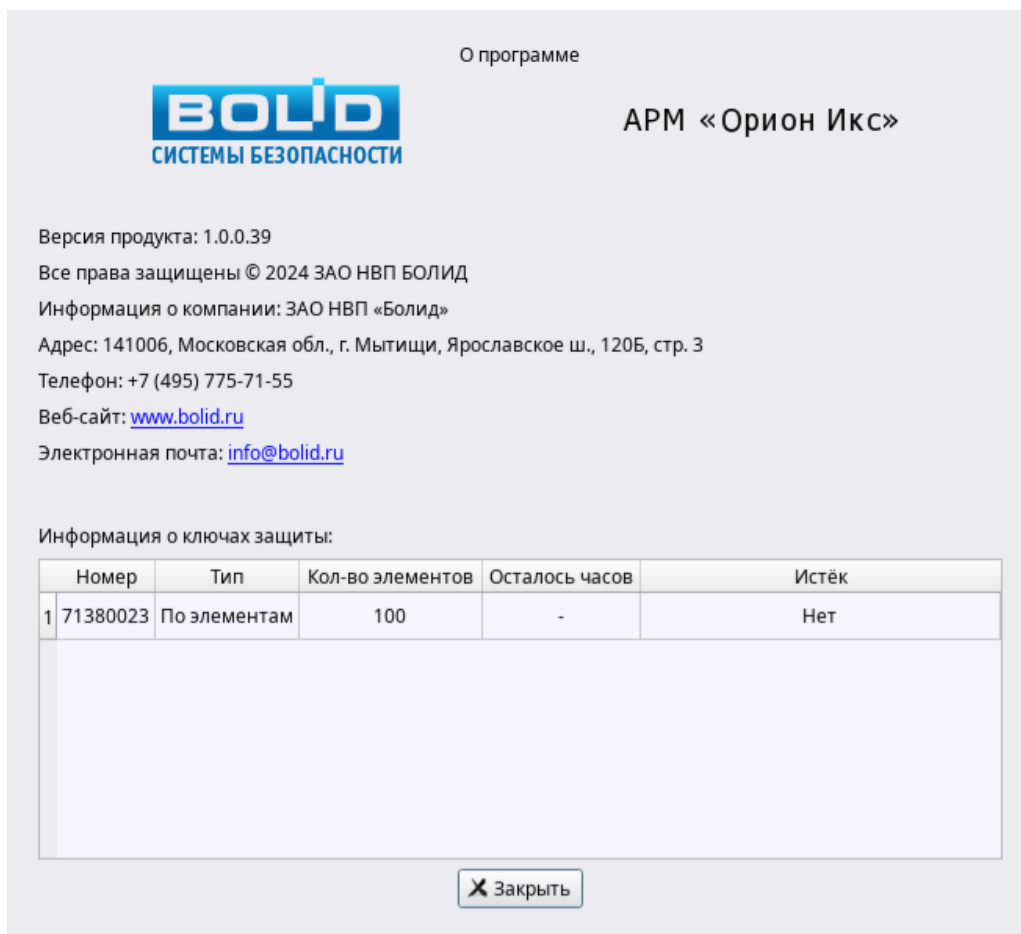 О программе
BOLID
СИСТЕМЫ БЕЗОПАСНОСТИ
АРМ «Орион Икс»
Версия продукта: 1.0.0.39
Все права защищены © 2024 ЗАО НВП БОЛИД
Информация о компании: ЗАО НВП «Болид»
Адрес: 141006, Московская обл., г. Мытищи, Ярославское ш., 120Б, стр. 3
Телефон: +7 (495) 775-71-55
Веб-сайт: www.bolid.ru
Электронная почта: info@bolid.ru
Информация о ключах защиты:
Номер Тип Кол-во элементов Осталось часов Истёк
1 71380023 По элементам 100 - Нет
Закрыть